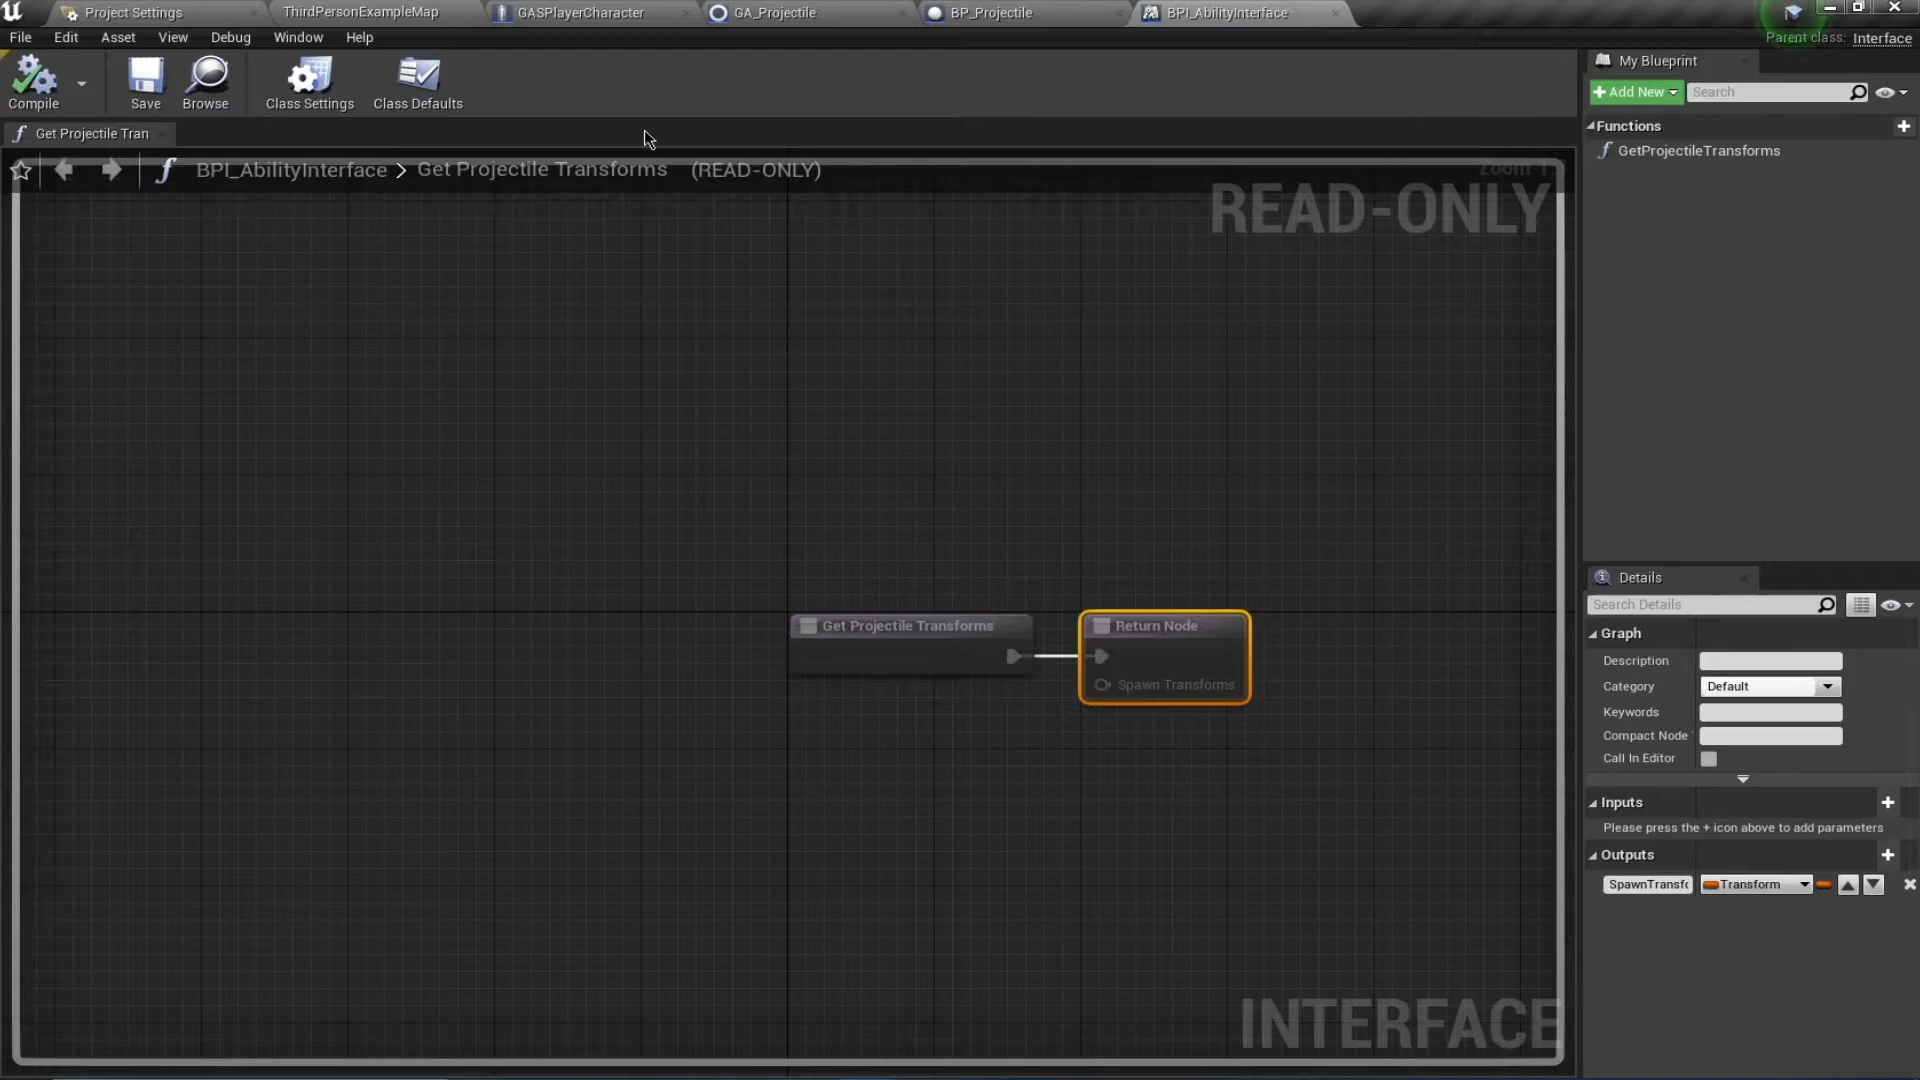 Project Settings
ThirdPersonExampleMap
GASPlayerCharacter
GA_Projectile
BP_Projectile
BPI_AbilityInterface
File Edit Asset View Debug Window Help
Parent class: Interface
Compile
Save
Browse
Class Settings
Class Defaults
My Blueprint
Add New
Search
Get Projectile Tran
Functions
GetProjectileTransforms
BPI_AbilityInterface > Get Projectile Transforms (READ-ONLY)
READ-ONLY
Get Projectile Transforms
Return Node
Spawn Transforms
INTERFACE
Details
Search Details
Graph
Description
Category Default
Keywords
Compact Node
Call In Editor
Inputs
Please press the + icon above to add parameters
Outputs
SpawnTransfo Transform